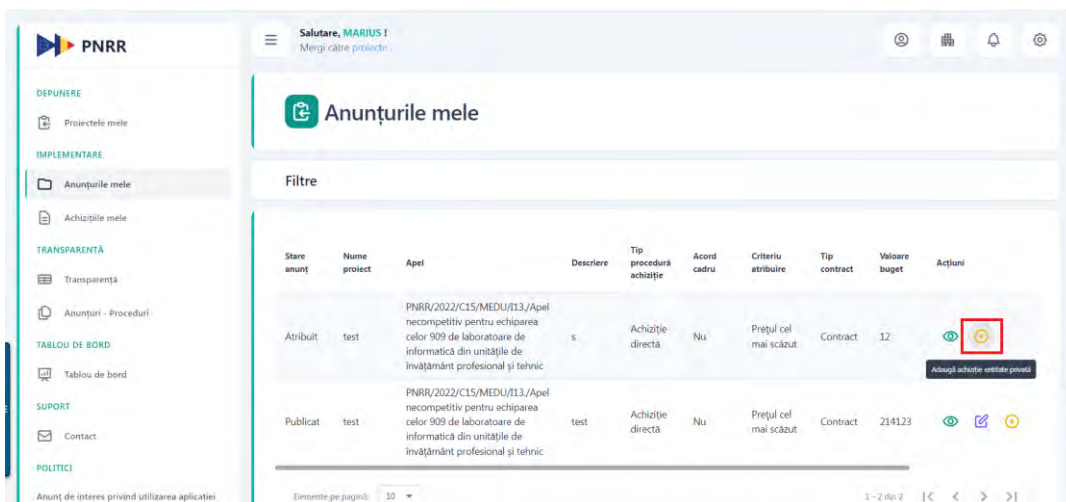 PNRR
Salutare, MARIUS !
Mergi către proiecte .
DEPUNERE
Proiectele mele
IMPLEMENTARE
Anunțurile mele
Achizițiile mele
TRANSPARENȚĂ
Transparență
Anunțuri - Proceduri
TABLOU DE BORD
Tablou de bord
SUPORT
Contact
POLITICI
Anunț de interes privind utilizarea aplicației
Anunțurile mele
Filtre
Stare anunț
Nume proiect
Apel
Descriere
Tip procedură achiziție
Acord cadru
Criteriu atribuire
Tip contract
Valoare buget
Acțiuni
Atribuit
test
PNRR/2022/C15/MEDU/I13./Apel
necompetitiv pentru echiparea
celor 909 de laboratoare de
informatică din unitățile de
învățământ profesional și tehnic
s
Achiziție directă
Nu
Prețul cel mai scăzut
Contract
12
Adaugă achiziție entitate privată
Publicat
test
PNRR/2022/C15/MEDU/I13./Apel
necompetitiv pentru echiparea
celor 909 de laboratoare de
informatică din unitățile de
învățământ profesional și tehnic
test
Achiziție directă
Nu
Prețul cel mai scăzut
Contract
214123
Elemente pe pagină: 10
1 - 2 din 2